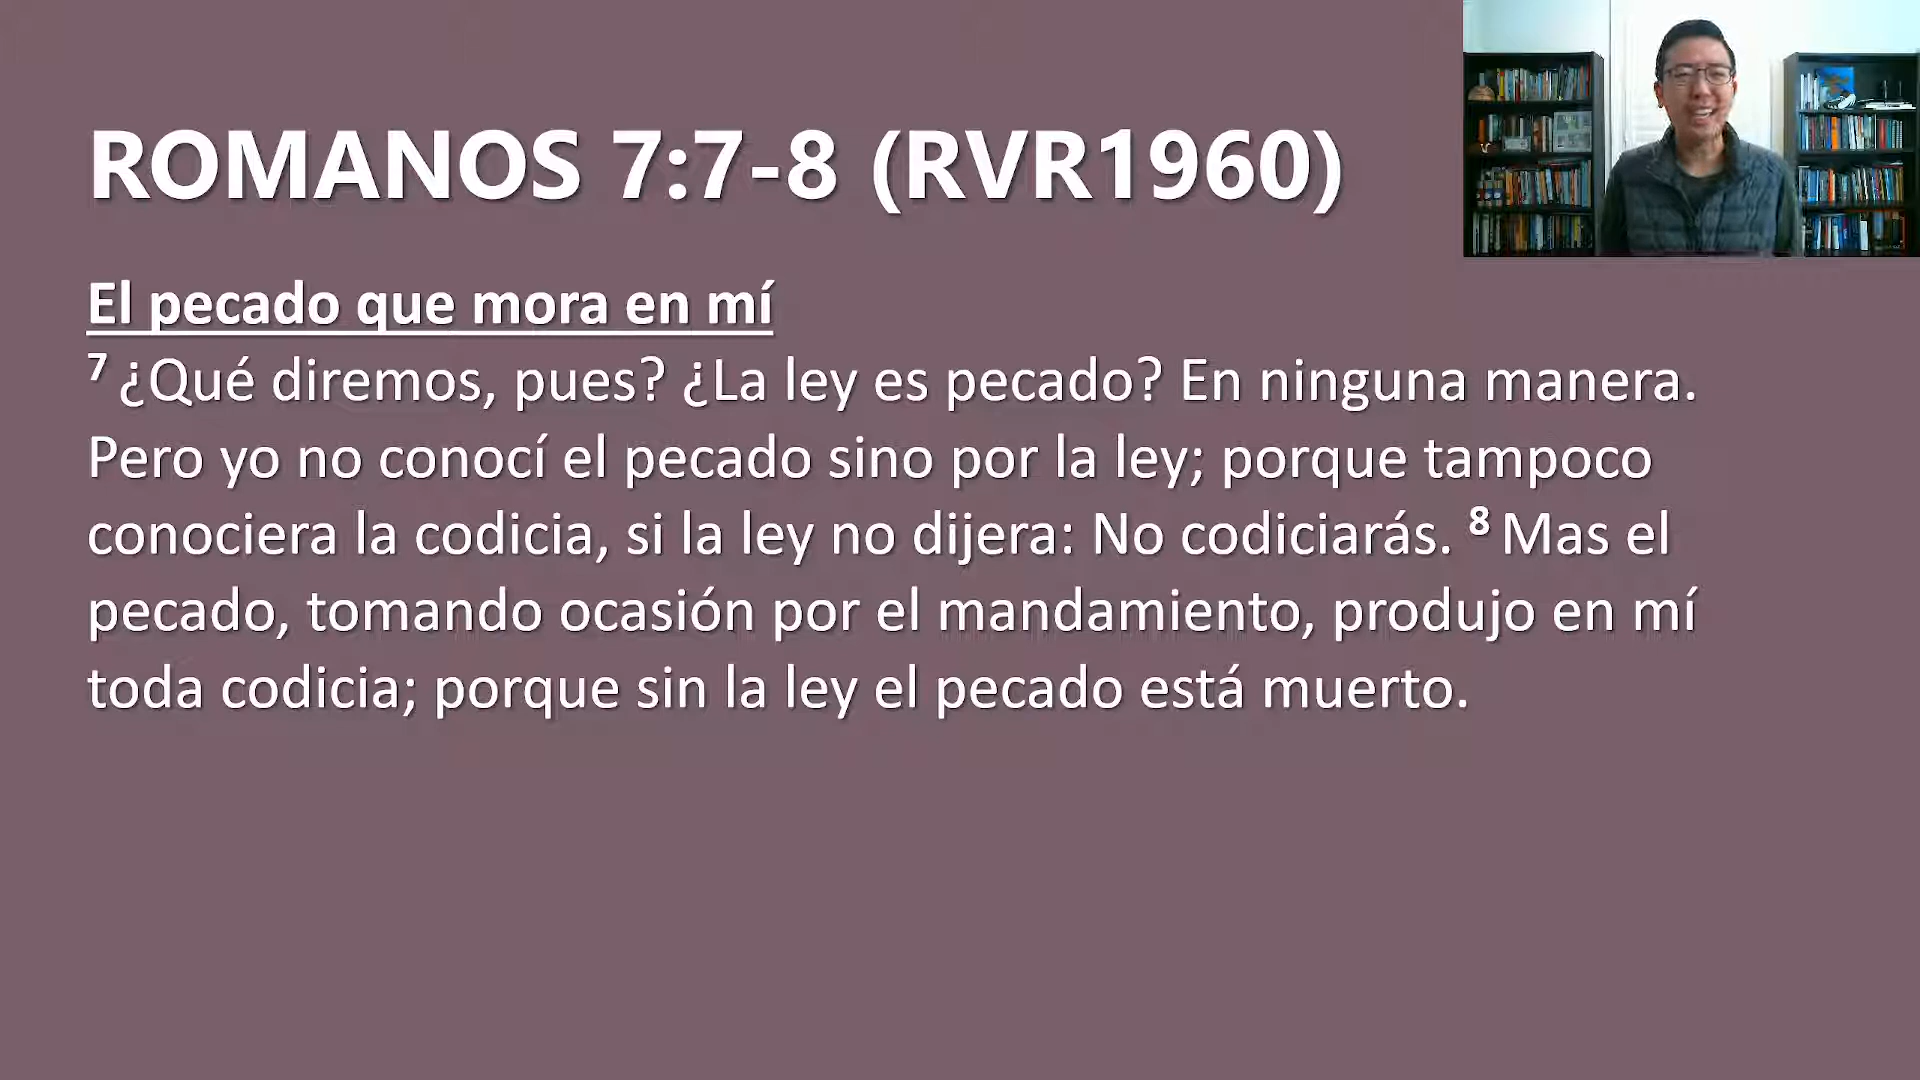 ROMANOS 7:7-8 (RVR1960)
El pecado que mora en mí
⁷ ¿Qué diremos, pues? ¿La ley es pecado? En ninguna manera.
Pero yo no conocí el pecado sino por la ley; porque tampoco
conociera la codicia, si la ley no dijera: No codiciarás. ⁸ Mas el
pecado, tomando ocasión por el mandamiento, produjo en mí
toda codicia; porque sin la ley el pecado está muerto.